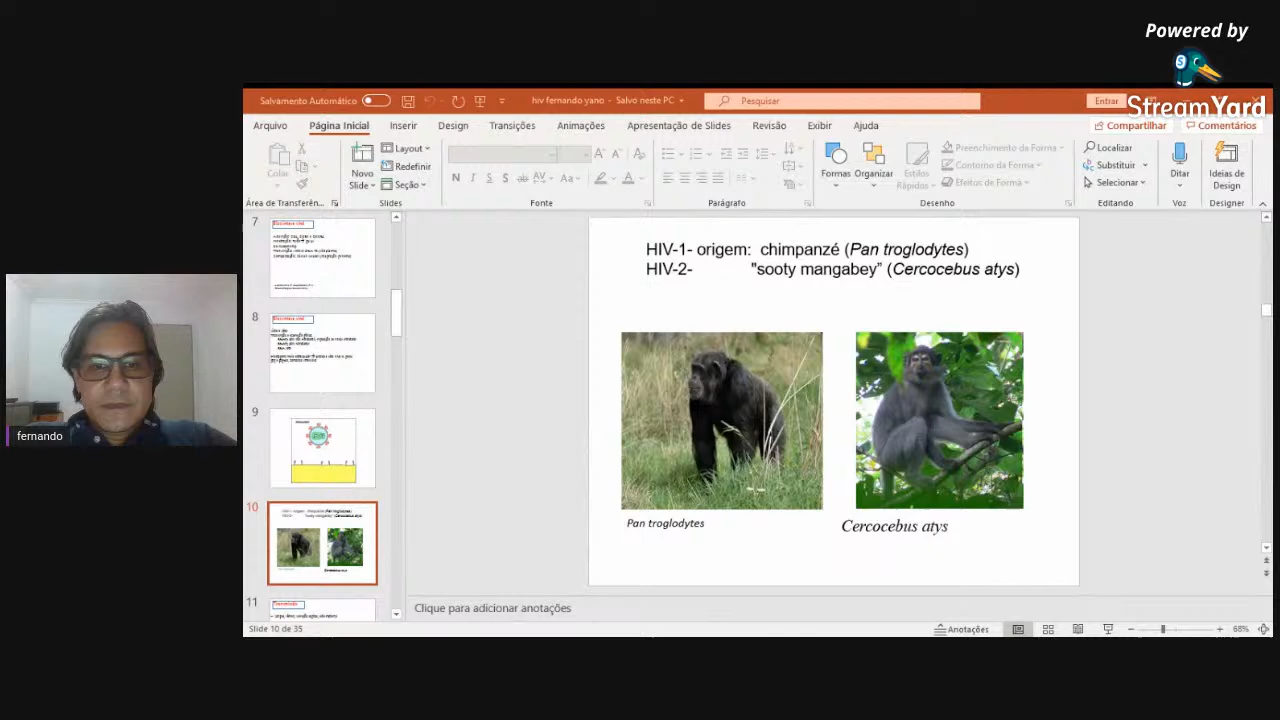 Powered by
StreamYard
Salvamento Automático
hiv fernando yano - Salvo neste PC
Pesquisar
Entrar
Arquivo Página Inicial Inserir Design Transições Animações Apresentação de Slides Revisão Exibir Ajuda
Compartilhar Comentários
Colar
Novo
Slide
Layout
Redefinir
Seção
N I S S ab AV Aa A
Formas Organizar Estilos
Rápidos
Preenchimento da Forma
Contorno da Forma
Efeitos de Forma
Localizar
Substituir
Selecionar
Ditar
Ideias de
Design
Área de Transferên...
Slides
Fonte
Parágrafo
Desenho
Editando
Voz
Designer
7
8
9
10
11
HIV-1- origem: chimpanzé (Pan troglodytes)
HIV-2- "sooty mangabey” (Cercocebus atys)
Pan troglodytes
Cercocebus atys
fernando
Clique para adicionar anotações
Slide 10 de 35
Anotações
68%